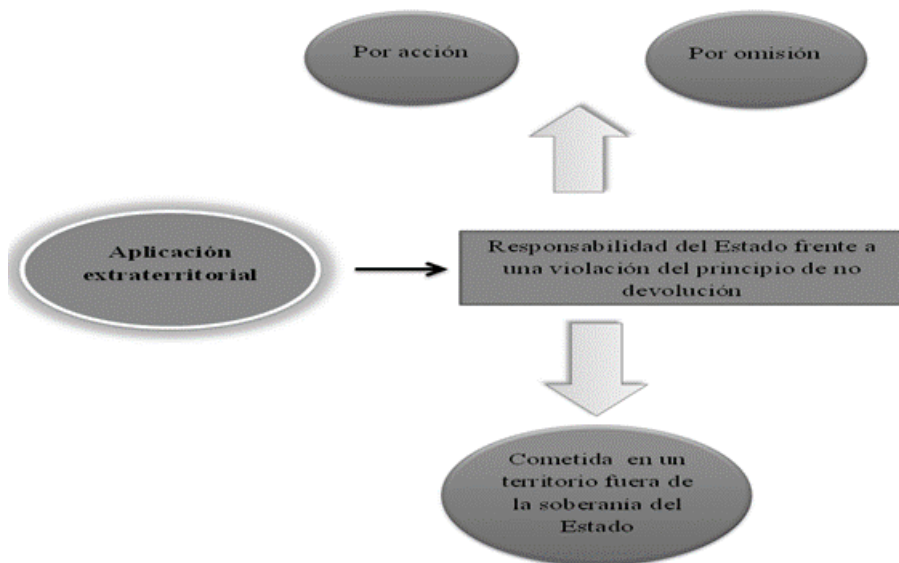 Por acción
Por omisión
Aplicación
extraterritorial
Responsabilidad del Estado frente a
una violación del principio de no
devolución
Cometida en un
territorio fuera de
la soberanía del
Estado